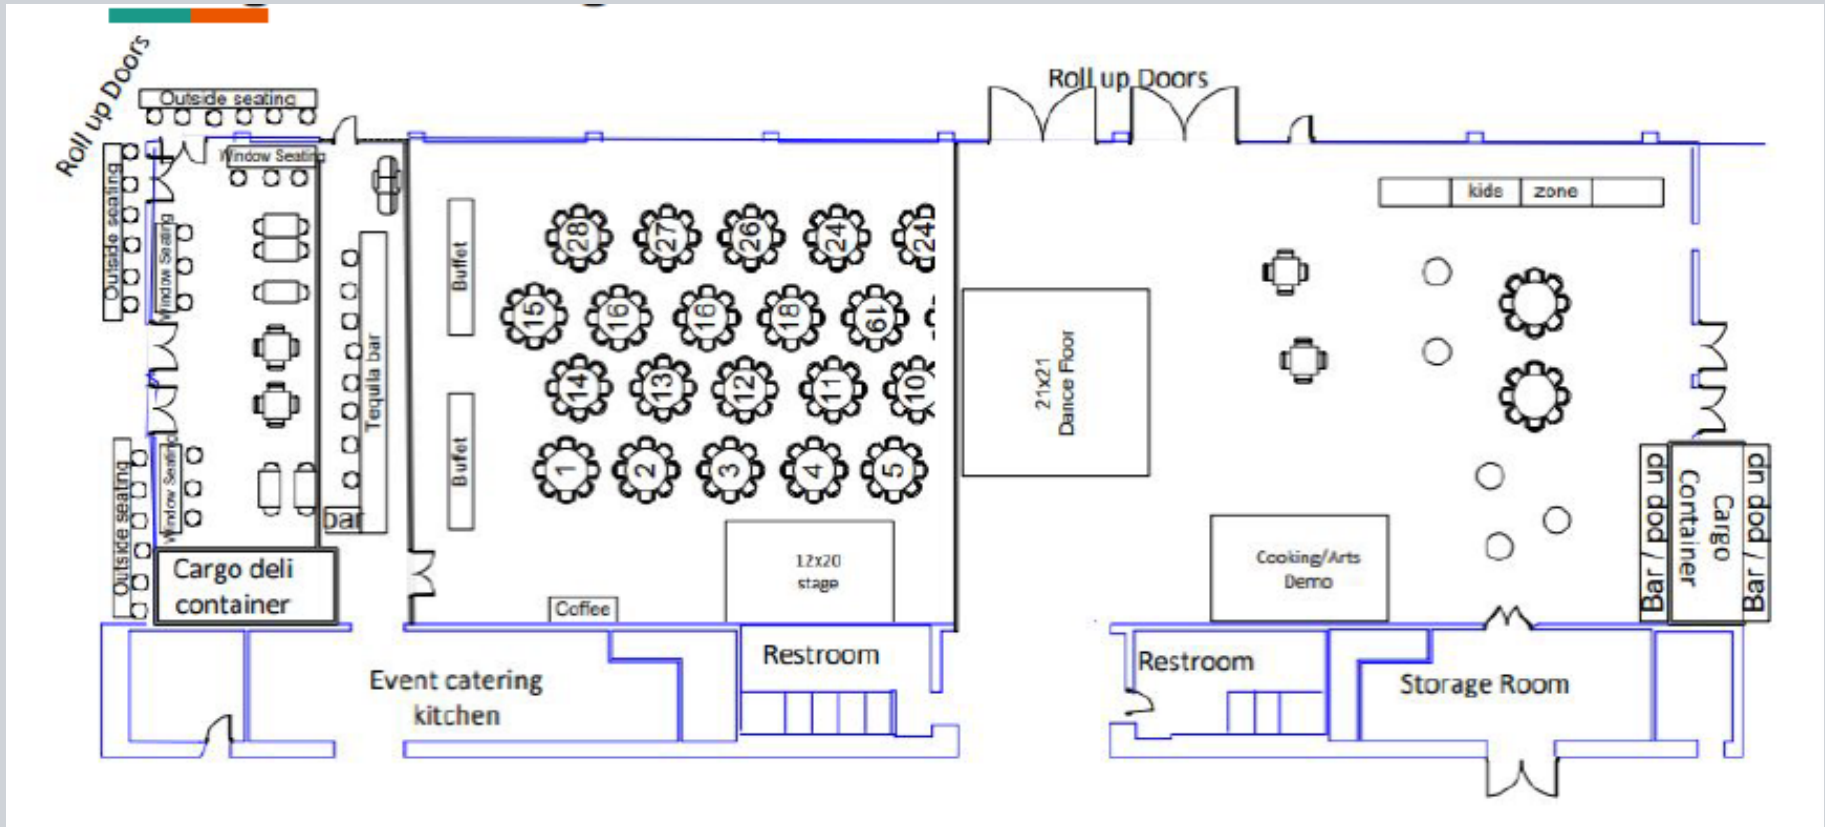 Roll up Doors
Roll up Doors
Outside seating
Window Seating
Outside seating
Window Seating
kids zone
Buffet
28
27
26
24
24
15
16
16
18
19
Tequila bar
21x21
Dance Floor
14
13
12
11
10
Buffet
1
2
3
4
5
Outside seating
Window Seating
bar
Cargo deli
container
12x20
stage
Coffee
Cooking/Arts
Demo
Bar / pop up
Cargo
Container
Bar / pop up
Event catering
kitchen
Restroom
Restroom
Storage Room